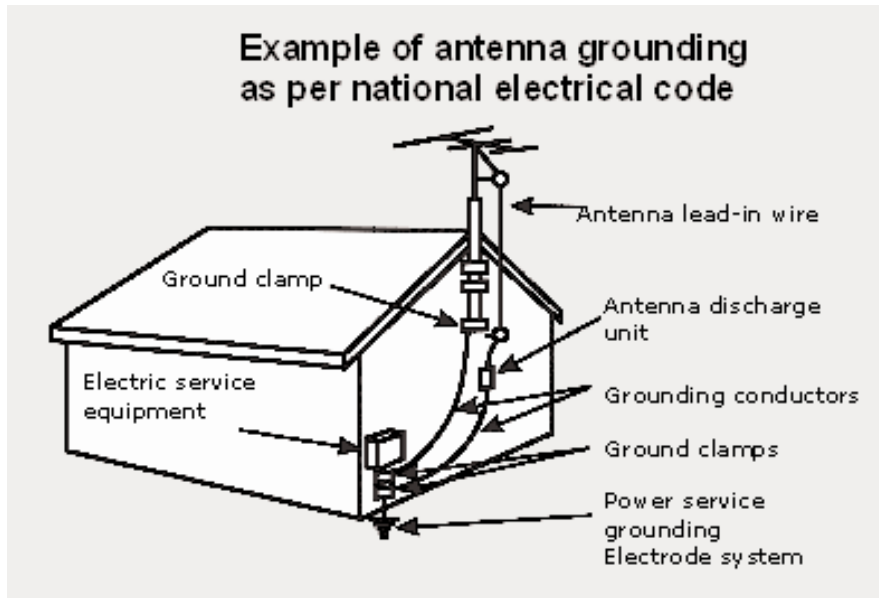 Example of antenna grounding
as per national electrical code
Antenna lead-in wire
Ground clamp
Antenna discharge
unit
Electric service
equipment
Grounding conductors
Ground clamps
Power service
grounding
Electrode system